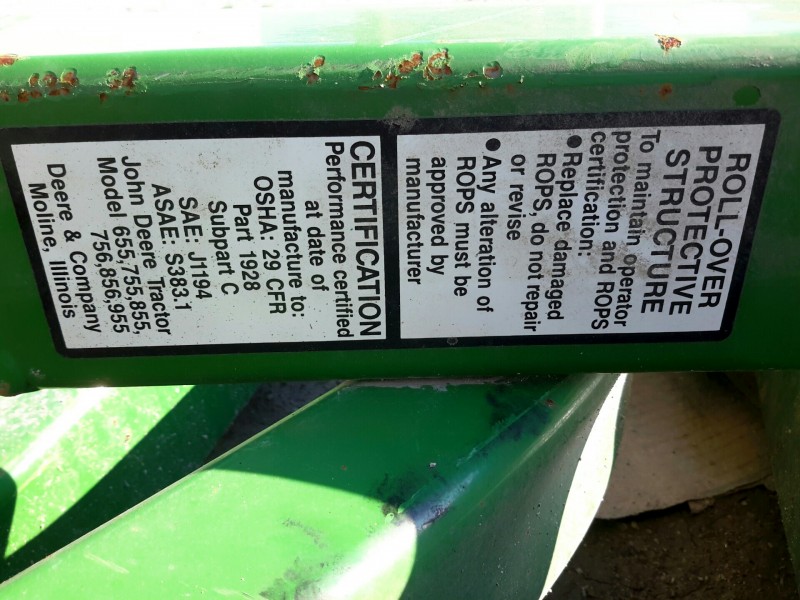 ROLL-OVER
PROTECTIVE
STRUCTURE
To maintain operator
protection and ROPS
certification:
● Replace damaged
ROPS, do not repair
or revise
● Any alteration of
ROPS must be
approved by
manufacturer
CERTIFICATION
Performance certified
at date of
manufacture to:
OSHA: 29 CFR
Part 1928
Subpart C
SAE: J1194
ASAE: S383.1
John Deere Tractor
Model 655,755,855,
756,856,955
Deere & Company
Moline, Illinois